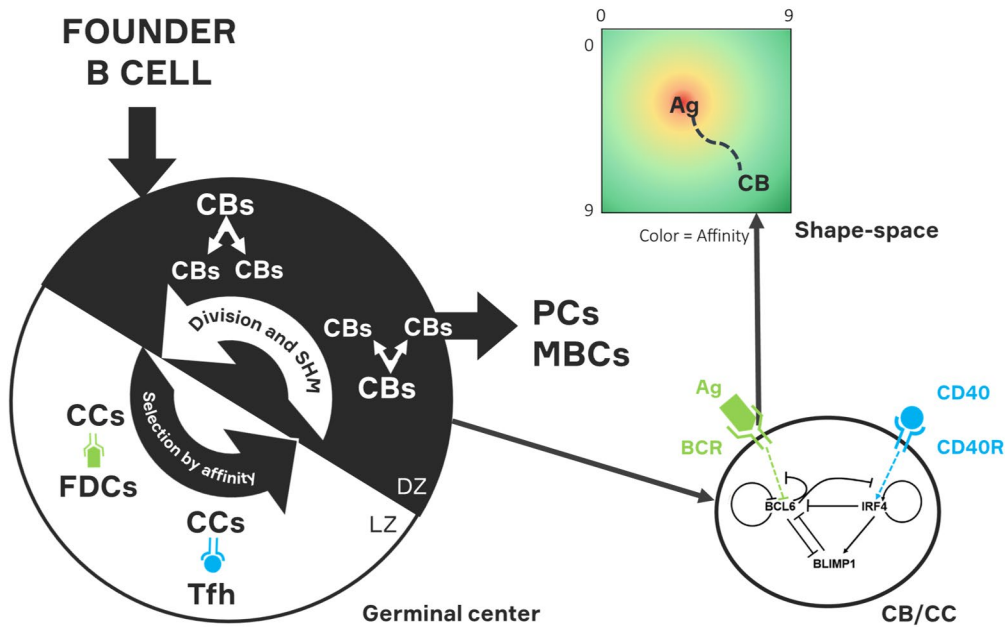 FOUNDER
B CELL
CBs
CBs CBs
Division and SHM
CBs CBs
CBs
PCs
MBCs
CCs
FDCs
Selection by affinity
CCs
Tfh
DZ
LZ
Germinal center
0 9
0
Ag
CB
9
Color = Affinity
Shape-space
Ag
BCR
CD40
CD40R
BCL6
IRF4
BLIMP1
CB/CC